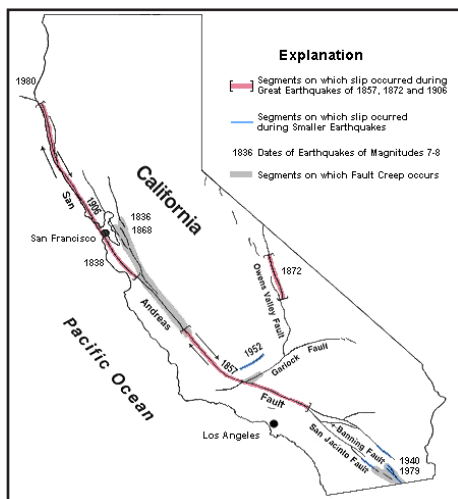 Explanation
Segments on which slip occurred during
Great Earthquakes of 1857, 1872 and 1906
Segments on which slip ocurred
during Smaller Earthquakes
1836 Dates of Earthquakes of Magnitudes 7-8
Segments on which Fault Creep occurs
1980
San
1906
California
1836
1868
San Francisco
1838
Andreas
Owens Valley Fault
1872
Pacific Ocean
1857
1952
Garlock Fault
Fault
Los Angeles
Banning Fault
San Jacinto Fault
1940
1979